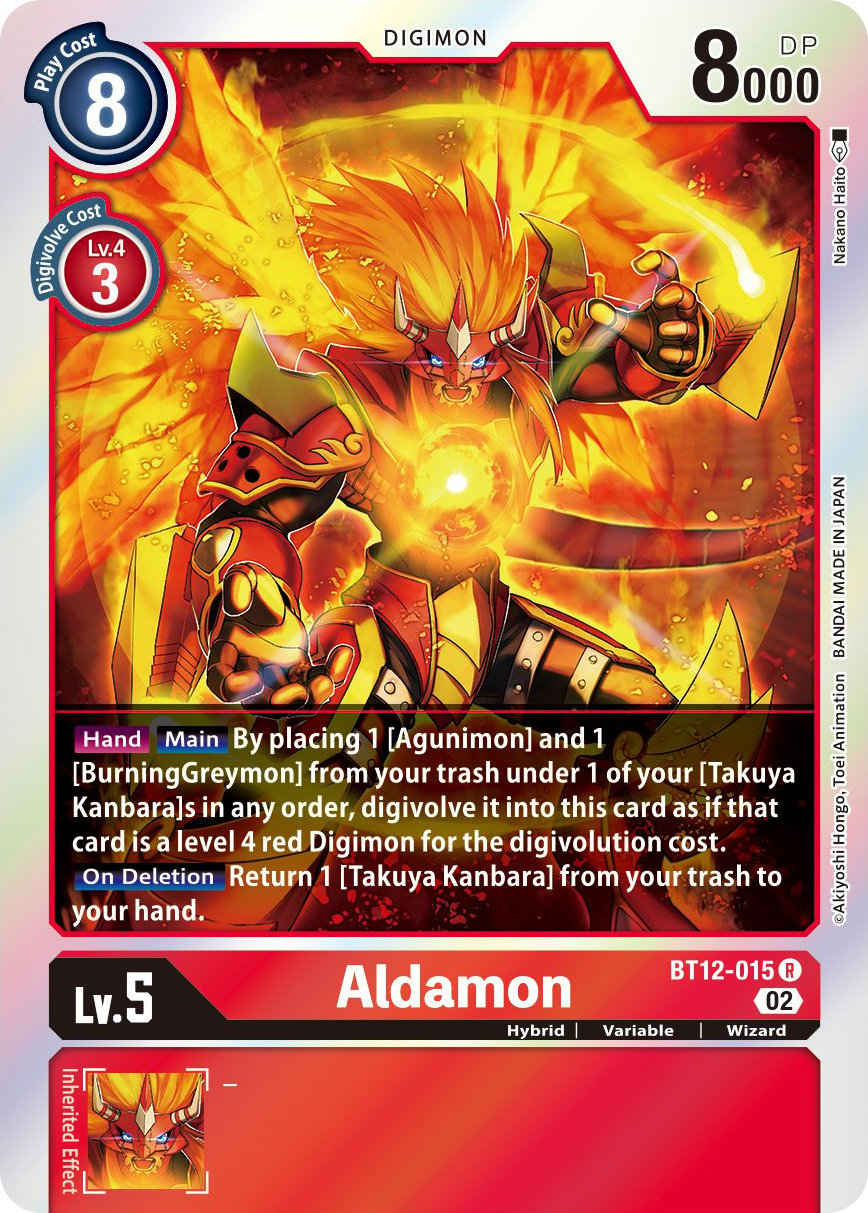 Play Cost
8
DIGIMON
DP
8000
Digivolve Cost
Lv.4
3
Nakano Haito
BANDAI MADE IN JAPAN
©Akiyoshi Hongo, Toei Animation
Hand Main By placing 1 [Agunimon] and 1
[BurningGreymon] from your trash under 1 of your [Takuya
Kanbara]s in any order, digivolve it into this card as if that
card is a level 4 red Digimon for the digivolution cost.
On Deletion Return 1 [Takuya Kanbara] from your trash to
your hand.
Lv.5
Aldamon
BT12-015 R
02
Hybrid | Variable | Wizard
Inherited Effect
–